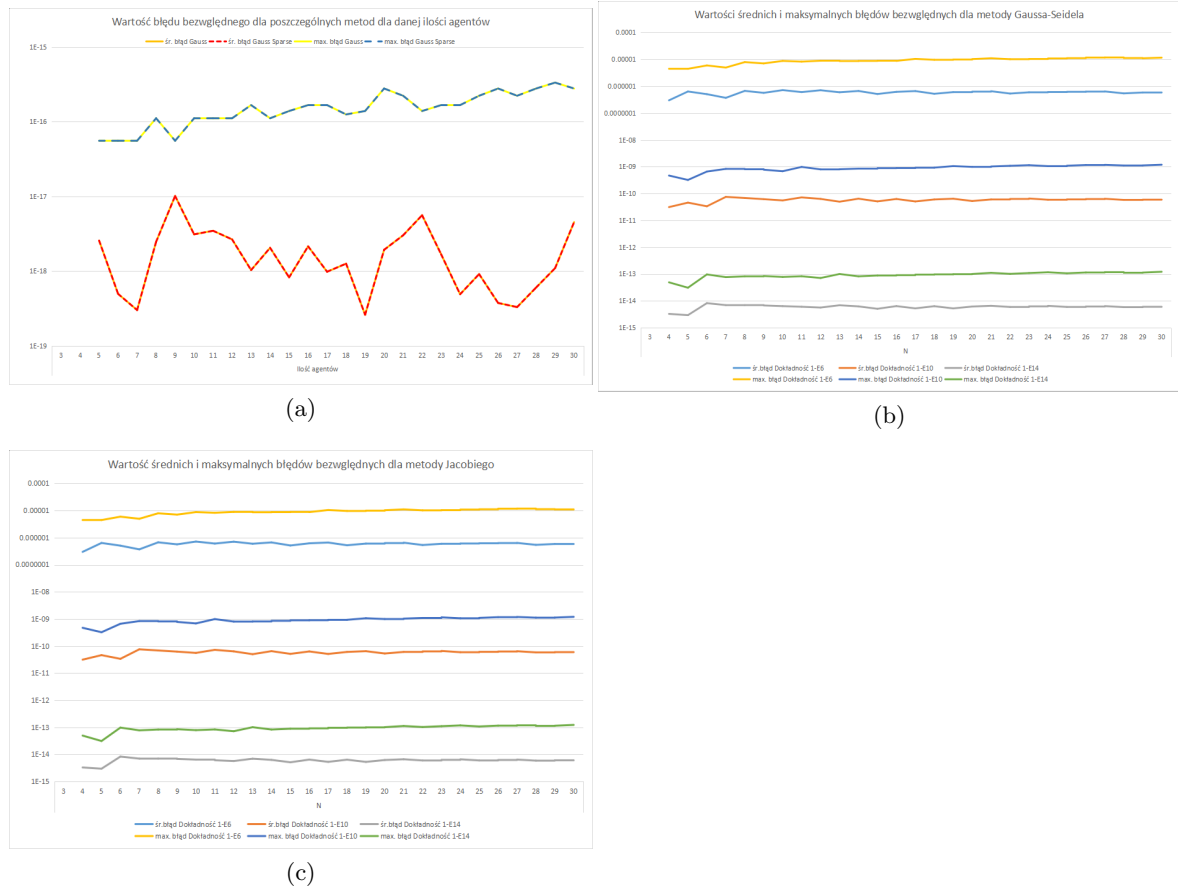 Wartość błędu bezwględnego dla poszczególnych metod dla danej ilości agentów
śr. błąd Gauss śr. błąd Gauss Sparse max. błąd Gauss max. błąd Gauss Sparse
1E-15
1E-16
1E-17
1E-18
1E-19
3 4 5 6 7 8 9 10 11 12 13 14 15 16 17 18 19 20 21 22 23 24 25 26 27 28 29 30
Ilość agentów
(a)
Wartości średnich i maksymalnych błędów bezwględnych dla metody Gaussa-Seidela
0.0001
0.00001
0.000001
0.0000001
1E-08
1E-09
1E-10
1E-11
1E-12
1E-13
1E-14
1E-15
3 4 5 6 7 8 9 10 11 12 13 14 15 16 17 18 19 20 21 22 23 24 25 26 27 28 29 30
N
śr.błąd Dokładność 1-E6 śr.błąd Dokładność 1-E10 śr.błąd Dokładność 1-E14
max. błąd Dokładność 1-E6 max. błąd Dokładność 1-E10 max. błąd Dokładność 1-E14
(b)
Wartość średnich i maksymalnych błędów bezwględnych dla metody Jacobiego
0.0001
0.00001
0.000001
0.0000001
1E-08
1E-09
1E-10
1E-11
1E-12
1E-13
1E-14
1E-15
3 4 5 6 7 8 9 10 11 12 13 14 15 16 17 18 19 20 21 22 23 24 25 26 27 28 29 30
N
śr.błąd Dokładność 1-E6 śr.błąd Dokładność 1-E10 śr.błąd Dokładność 1-E14
max. błąd Dokładność 1-E6 max. błąd Dokładność 1-E10 max. błąd Dokładność 1-E14
(c)